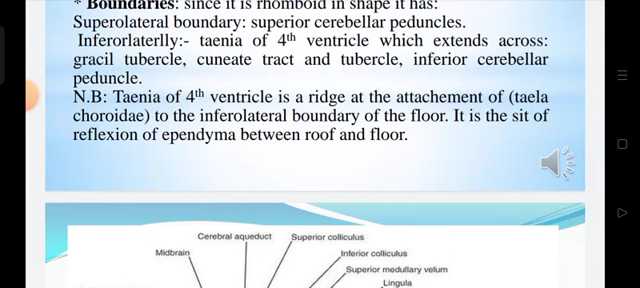 * Boundaries: since it is rhomboid in shape it has:
Superolateral boundary: superior cerebellar peduncles.
Inferorlaterlly:- taenia of 4th ventricle which extends across:
gracil tubercle, cuneate tract and tubercle, inferior cerebellar
peduncle.
N.B: Taenia of 4th ventricle is a ridge at the attachement of (taela
choroidae) to the inferolateral boundary of the floor. It is the sit of
reflexion of ependyma between roof and floor.
Cerebral aqueduct
Superior colliculus
Midbrain
Inferior colliculus
Superior medullary velum
Lingula